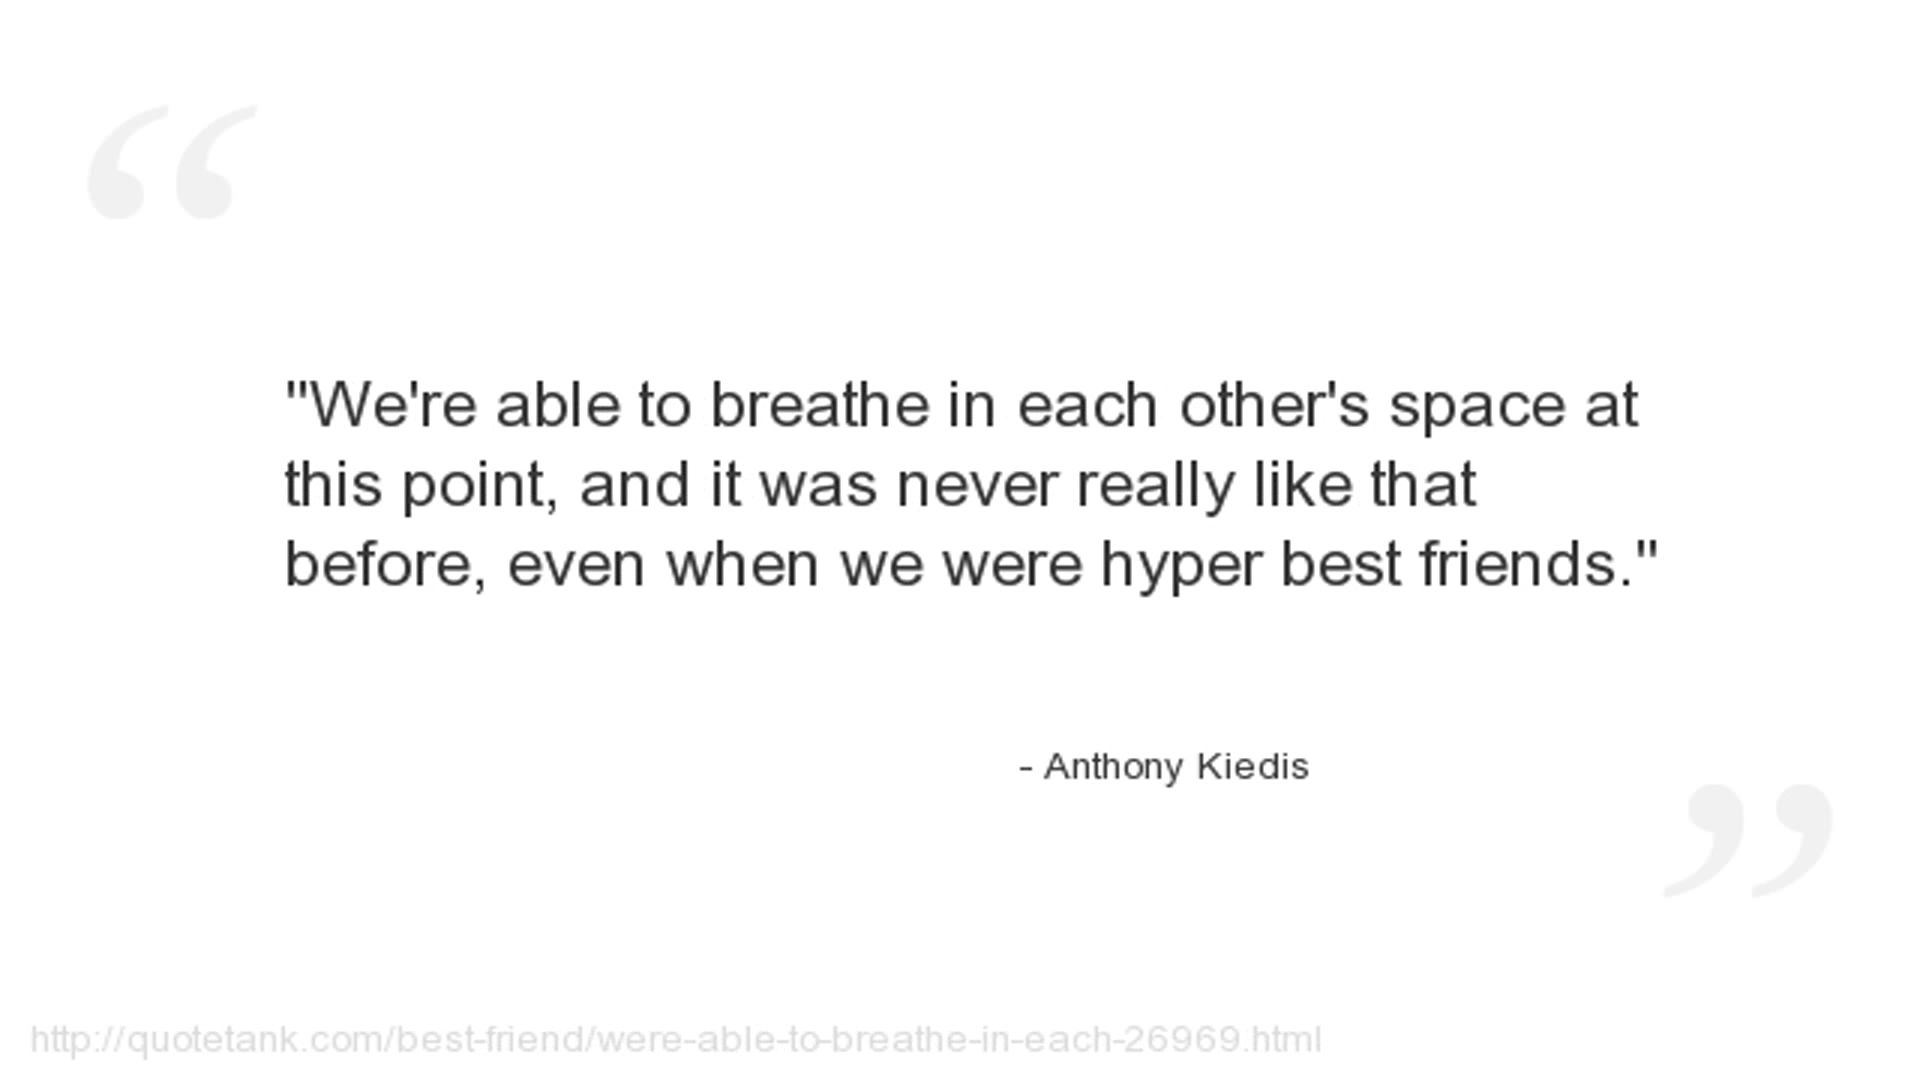 "We're able to breathe in each other's space at
this point, and it was never really like that
before, even when we were hyper best friends."
- Anthony Kiedis
http://quotetank.com/best-friend/were-able-to-breathe-in-each-26969.html